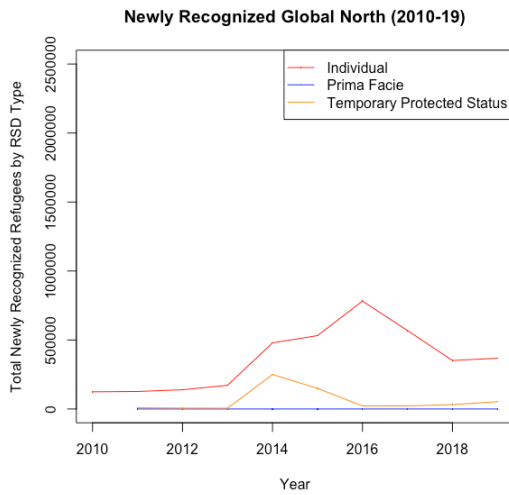 Newly Recognized Global North (2010-19)
Individual
Prima Facie
Temporary Protected Status
Total Newly Recognized Refugees by RSD Type
2500000
2000000
1500000
1000000
500000
0
2010 2012 2014 2016 2018
Year